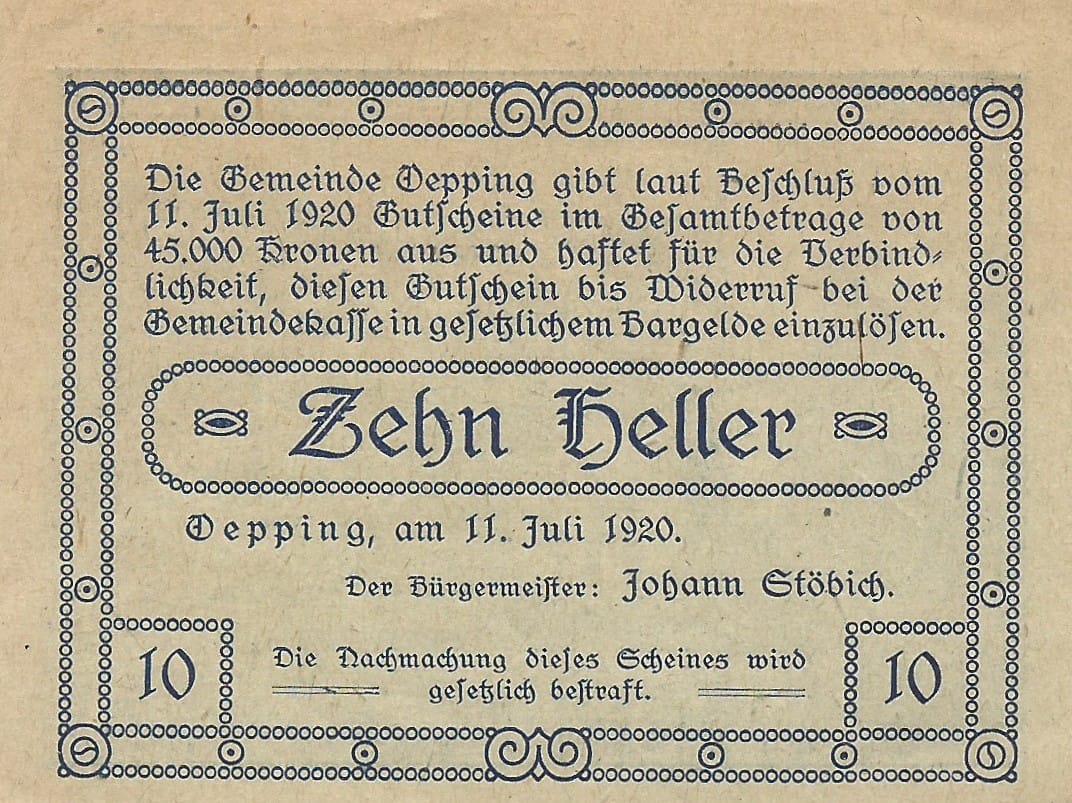 Die Gemeinde Oepping gibt laut Beschluß vom
11. Juli 1920 Gutscheine im Gesamtbetrage von
45.000 Kronen aus und haftet für die Verbind-
lichkeit, diesen Gutschein bis Widerruf bei der
Gemeindekasse in gesetzlichem Bargelde einzulösen.
Zehn Heller
Oepping, am 11. Juli 1920.
Der Bürgermeister: Johann Stöbich.
10
Die Nachmachung dieses Scheines wird
gesetzlich bestraft.
10